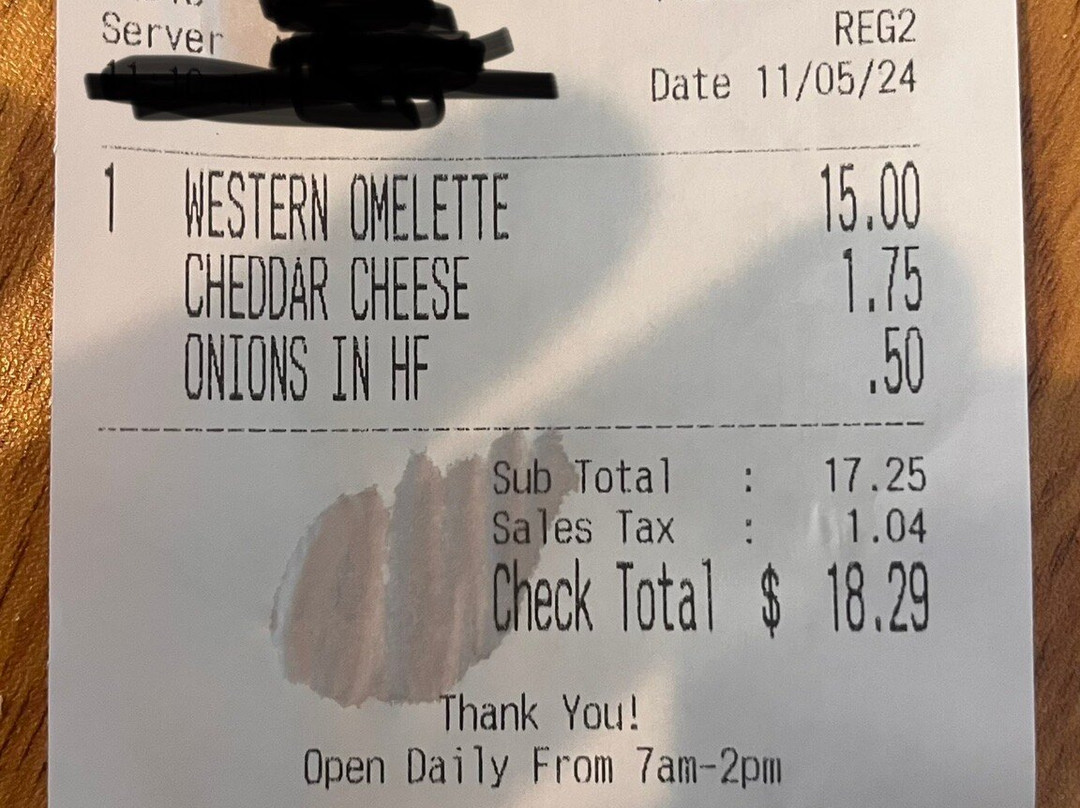 Server
REG2
Date 11/05/24
1 WESTERN OMELETTE 15.00
CHEDDAR CHEESE 1.75
ONIONS IN HF .50
Sub Total : 17.25
Sales Tax : 1.04
Check Total $ 18.29
Thank You!
Open Daily From 7am-2pm